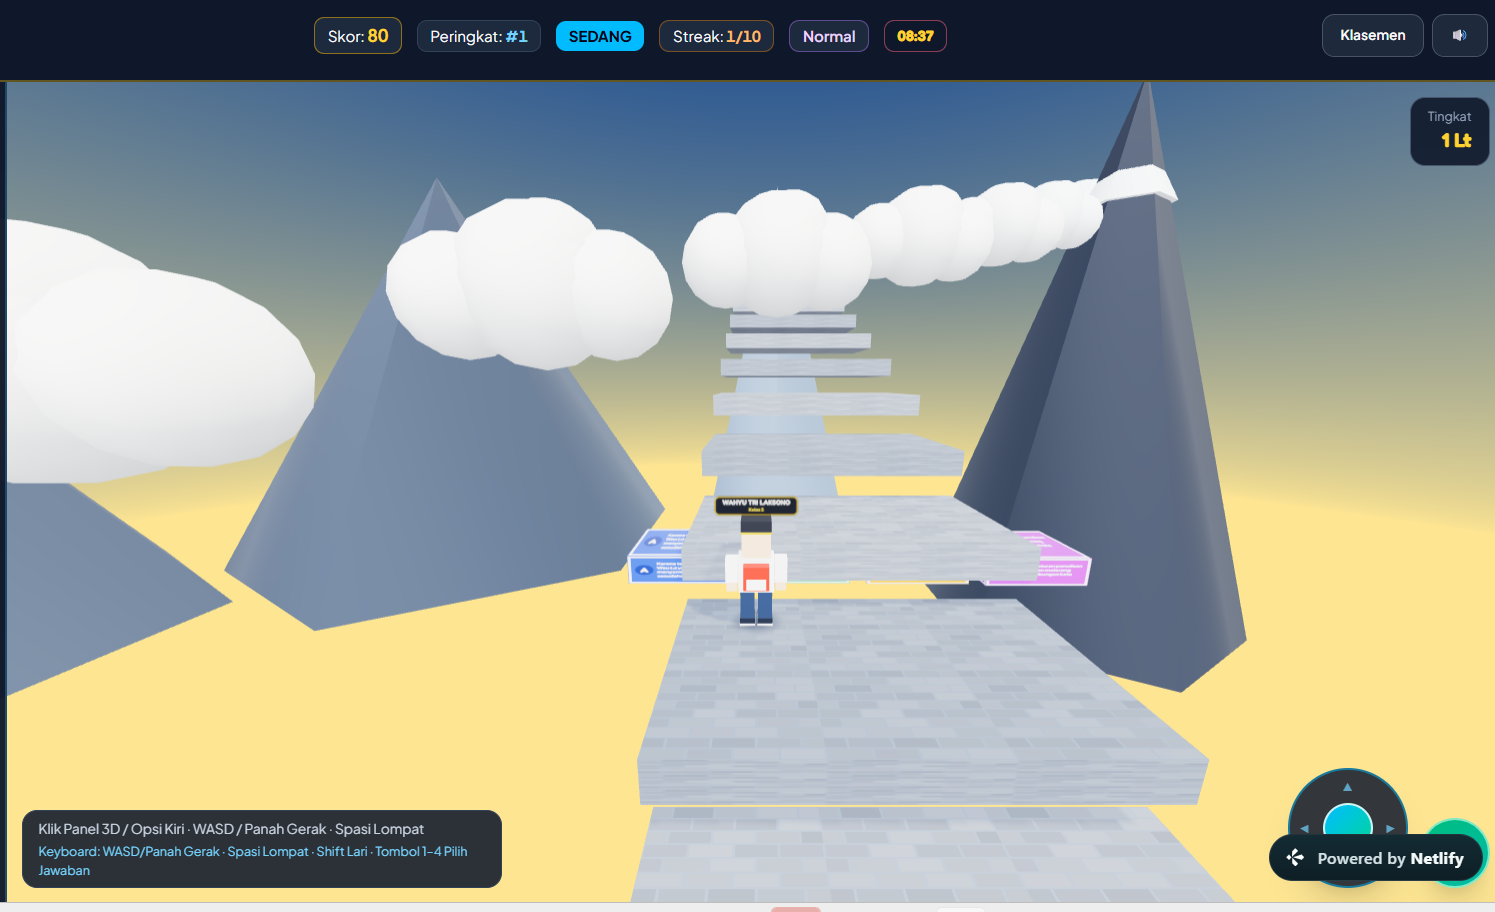 Skor: 80
Peringkat: #1
SEDANG
Streak: 1/10
Normal
08:37
Klasemen
Tingkat
1 Lt
WAHYU TRI LAKSONO
Klik Panel 3D / Opsi Kiri · WASD / Panah Gerak · Spasi Lompat
Keyboard: WASD/Panah Gerak · Spasi Lompat · Shift Lari · Tombol 1–4 Pilih
Jawaban
Powered by Netlify